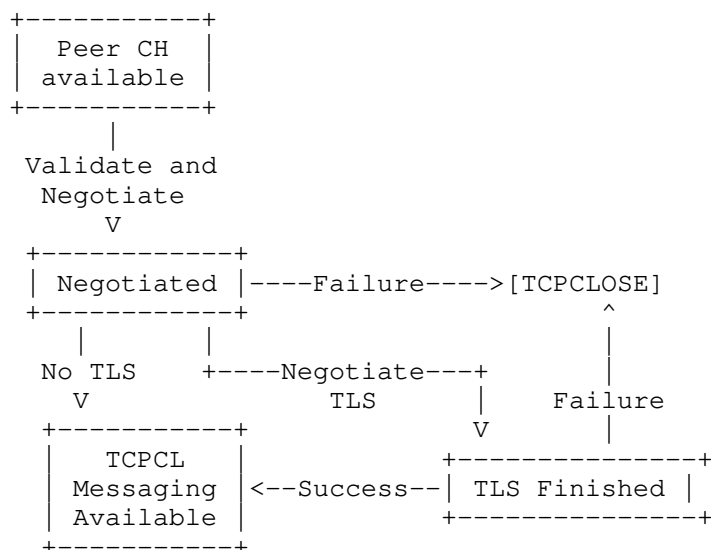 Peer CH
available
Validate and
Negotiate
V
Negotiated |----Failure---->[TCPCLOSE]
^
No TLS +----Negotiate---+
V TLS | Failure
V
TCPCL
Messaging |<--Success--| TLS Finished |
Available